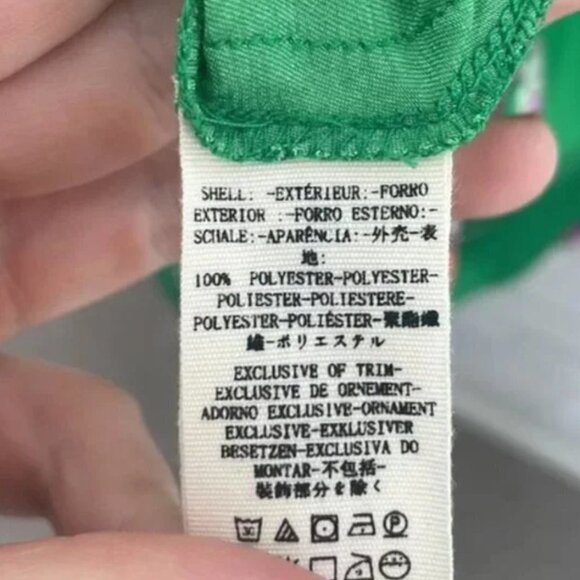 SHELL: -EXTÉRIEUR:-FORRO
EXTERIOR :-FORRO ESTERNO:-
SCHALE:-APARÊNCIA:-外壳-表
地:
100% POLYESTER-POLYESTER-
POLIESTER-POLIESTERE-
POLYESTER-POLIÉSTER-聚酯纖
維-ポリエステル
EXCLUSIVE OF TRIM-
EXCLUSIVE DE ORNEMENT-
ADORNO EXCLUSIVE-ORNAMENT
EXCLUSIVE-EXKLUSIVER
BESETZEN-EXCLUSIVA DO
MONTAR-不包括-
装飾部分を除く